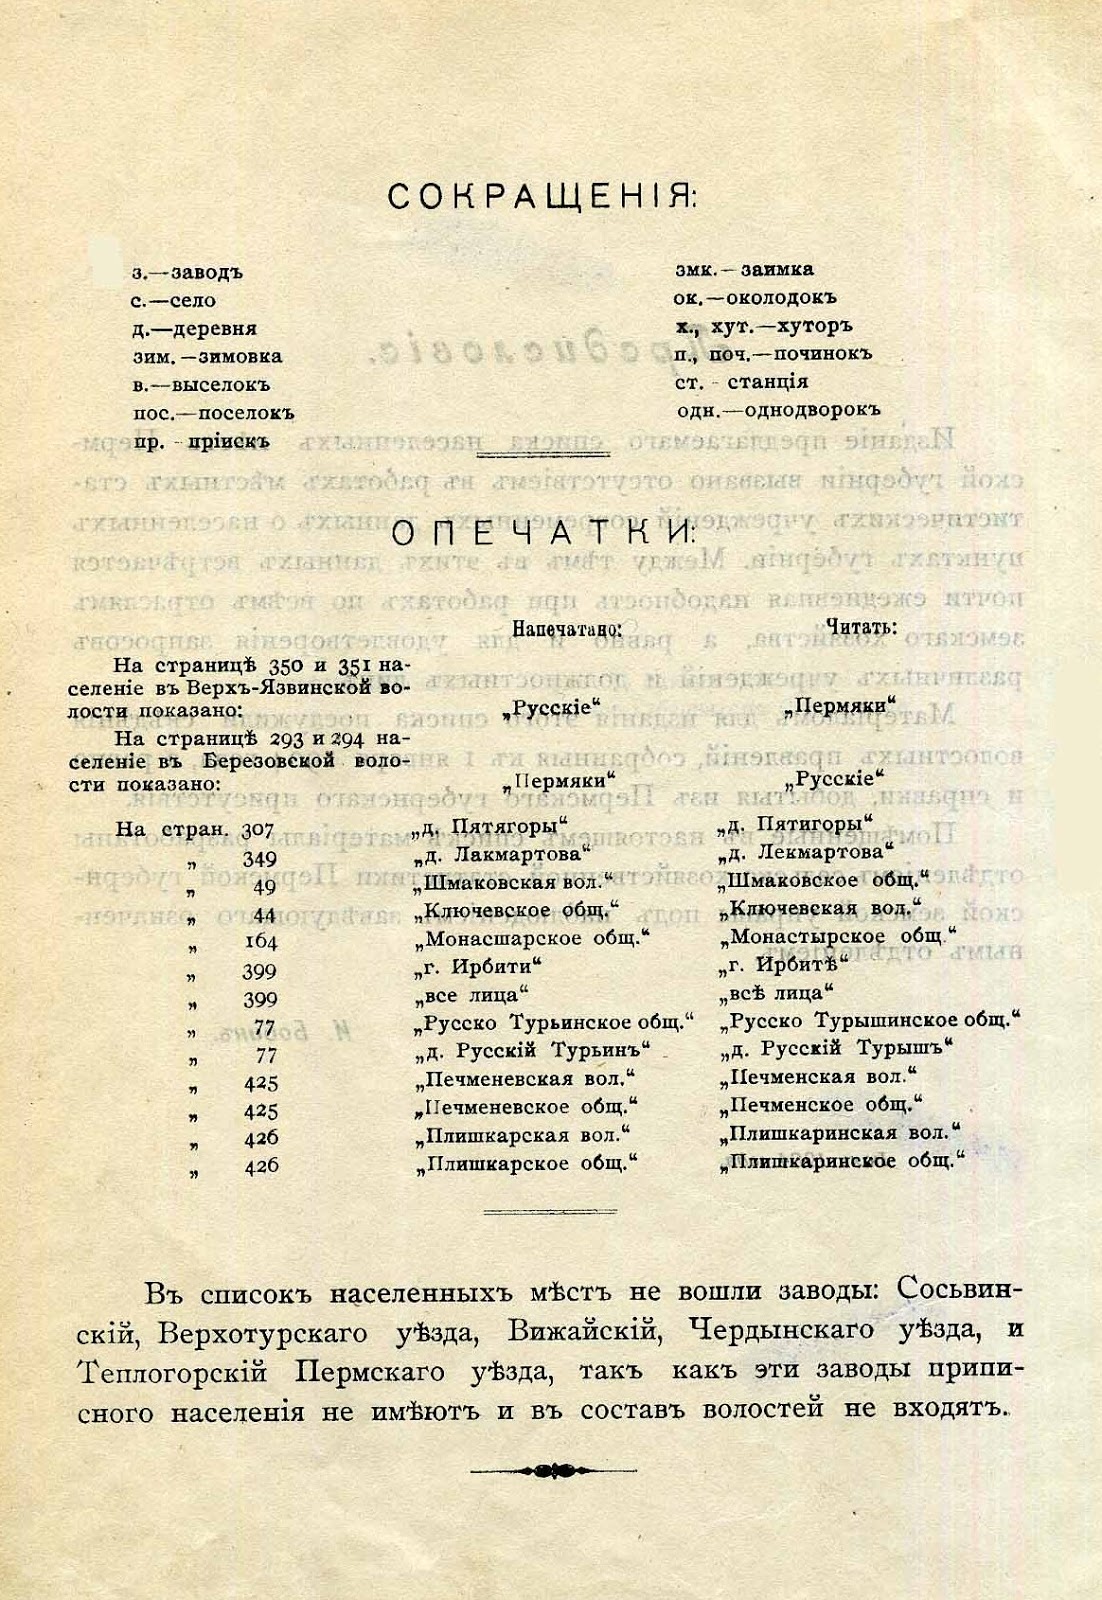 СОКРАЩЕНІЯ:
з.—заводъ
с.—село
д.—деревня
зим.—зимовка
в.—выселокъ
пос.—поселокъ
пр. - пріискъ
змк.—заимка
ок.—околодокъ
х., хут.—хуторъ
п., поч.—починокъ
ст. - станція
одн.—однодворокъ
ОПЕЧАТКИ:
Напечатано: Читать:
На страницѣ 350 и 351 на-
селеніе въ Верхъ-Язвинской во-
лости показано: „Русскіе“ „Пермяки“
На страницѣ 293 и 294 на-
селеніе въ Березовской воло-
сти показано: „Пермяки“ „Русскіе“
На стран. 307 „д. Пятягоры“ „д. Пятигоры“
„ 349 „д. Лакмартова“ „д. Лекмартова“
„ 49 „Шмаковская вол.“ „Шмаковское общ.“
„ 44 „Ключевское общ.“ „Ключевская вол.“
„ 164 „Монасшарское общ.“ „Монастырское общ.“
„ 399 „г. Ирбити“ „г. Ирбитѣ“
„ 399 „все лица“ „всѣ лица“
„ 77 „Русско Турьинское общ.“ „Русско Турышинское общ.“
„ 77 „д. Русскій Турьинъ“ „д. Русскій Турышъ“
„ 425 „Печменевская вол.“ „Печменская вол.“
„ 425 „Печменевское общ.“ „Печменское общ.“
„ 426 „Плишкарская вол.“ „Плишкаринская вол.“
„ 426 „Плишкарское общ.“ „Плишкаринское общ.“
Въ списокъ населенныхъ мѣстъ не вошли заводы: Сосьвин-
скій, Верхотурскаго уѣзда, Вижайскій, Чердынскаго уѣзда, и
Теплогорскій Пермскаго уѣзда, такъ какъ эти заводы припи-
сного населенія не имѣютъ и въ составъ волостей не входятъ.